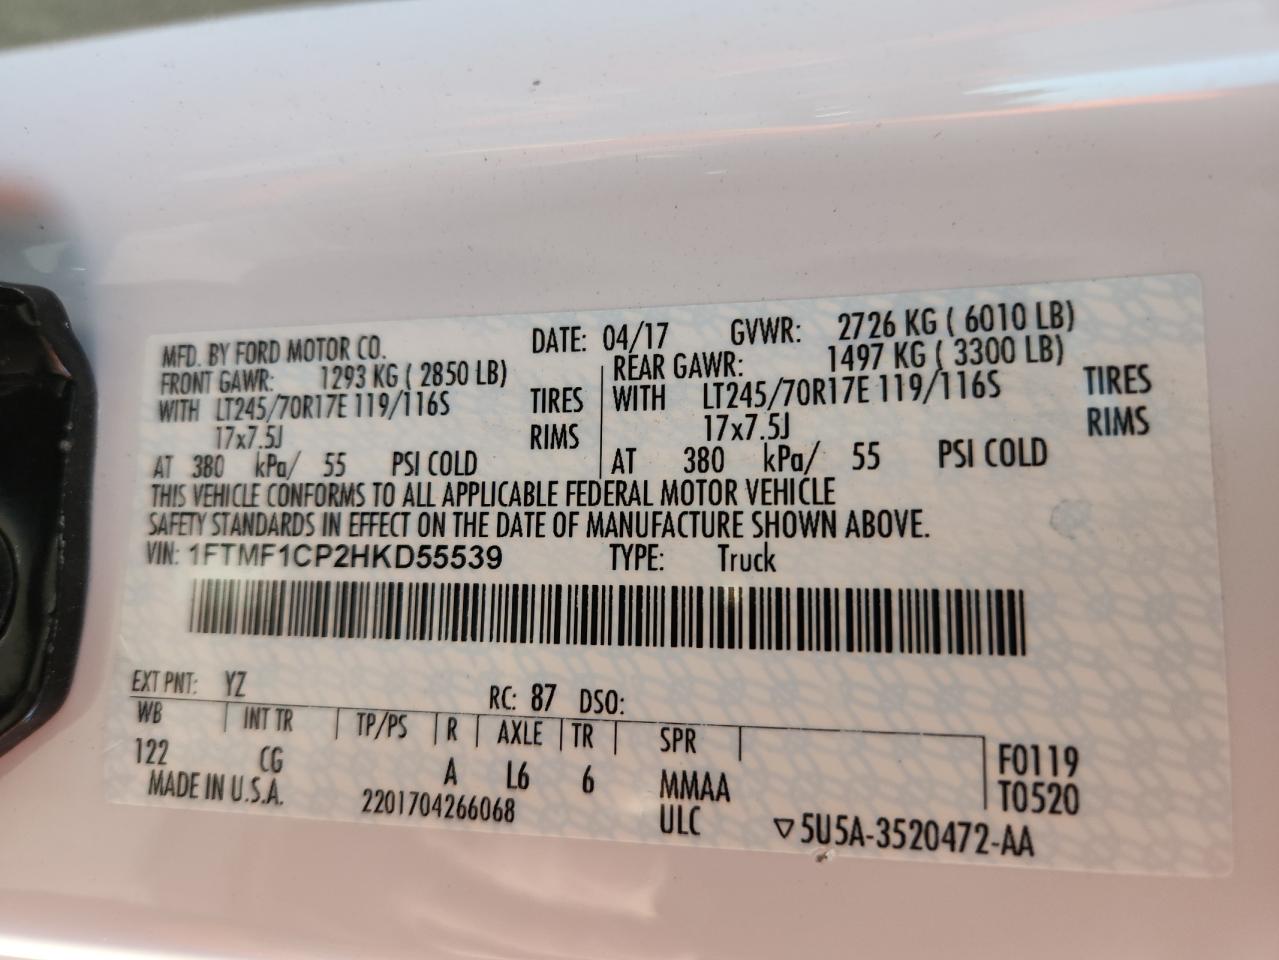 MFD. BY FORD MOTOR CO. DATE: 04/17 GVWR: 2726 KG ( 6010 LB)
FRONT GAWR: 1293 KG ( 2850 LB) REAR GAWR: 1497 KG ( 3300 LB)
WITH LT245/70R17E 119/116S TIRES WITH LT245/70R17E 119/116S TIRES
17x7.5J RIMS 17x7.5J RIMS
AT 380 kPa/ 55 PSI COLD AT 380 kPa/ 55 PSI COLD
THIS VEHICLE CONFORMS TO ALL APPLICABLE FEDERAL MOTOR VEHICLE
SAFETY STANDARDS IN EFFECT ON THE DATE OF MANUFACTURE SHOWN ABOVE.
VIN: 1FTMF1CP2HKD55539 TYPE: Truck
EXT PNT: YZ RC: 87 DSO:
WB INT TR TP/PS R AXLE TR SPR
122 CG A L6 6 MMAA F0119
MADE IN U.S.A. 2201704266068 ULC T0520
▽5U5A-3520472-AA